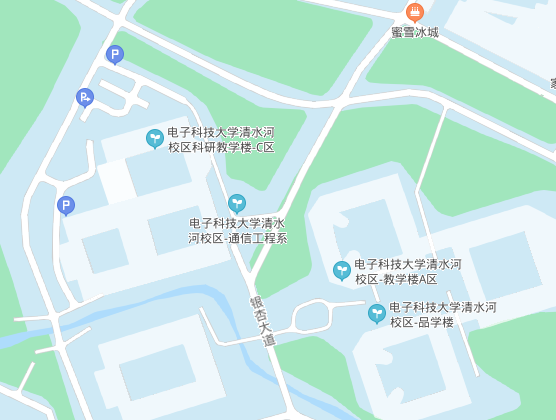 蜜雪冰城
P
P
电子科技大学清水河
校区科研教学楼-C区
P
电子科技大学清水
河校区-通信工程系
电子科技大学清水河
校区-教学楼A区
银杏大道
电子科技大学清水河
校区-品学楼